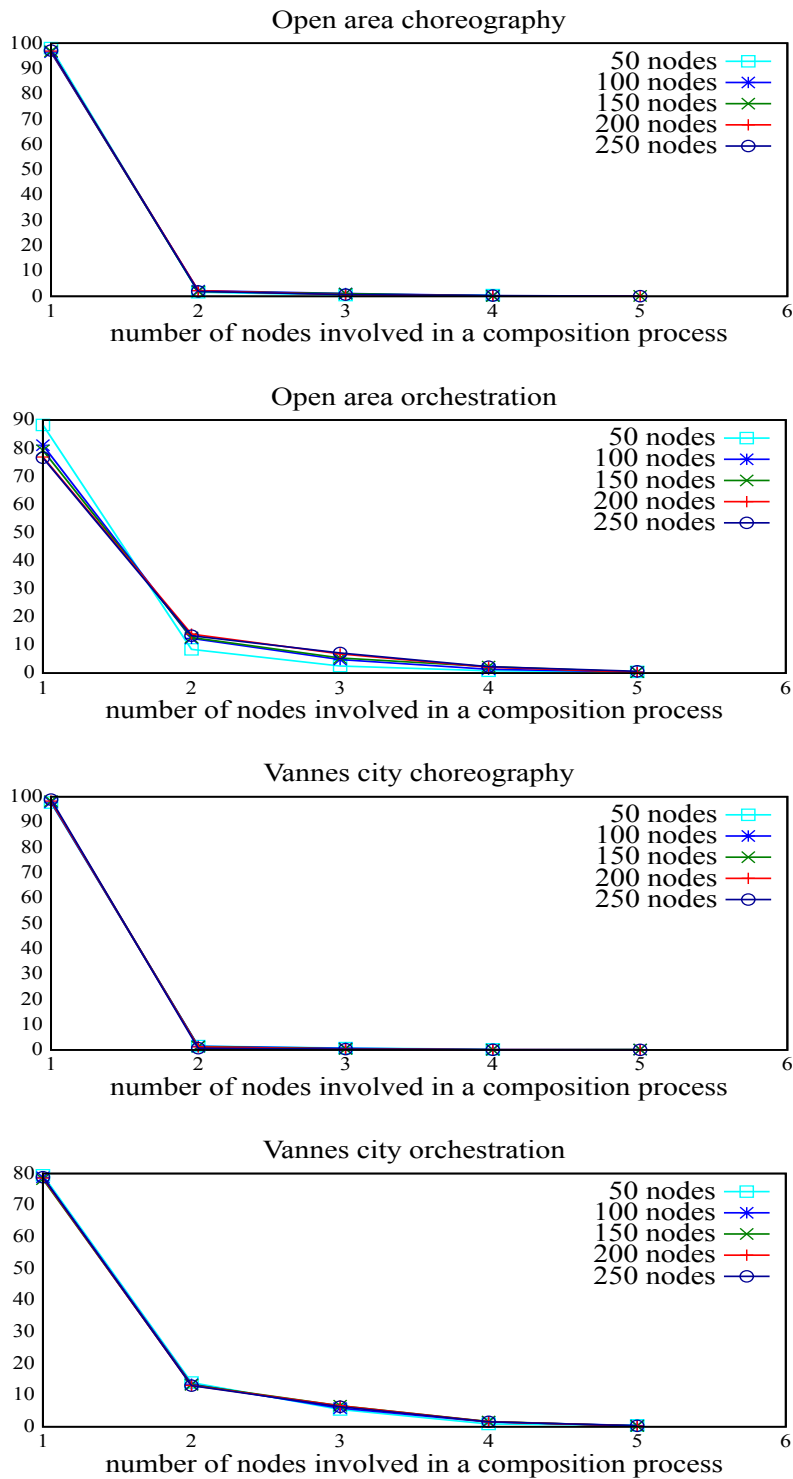 Open area choreography
100
90
80
70
60
50
40
30
20
10
0
50 nodes
100 nodes
150 nodes
200 nodes
250 nodes
1 2 3 4 5 6
number of nodes involved in a composition process
Open area orchestration
90
80
70
60
50
40
30
20
10
0
50 nodes
100 nodes
150 nodes
200 nodes
250 nodes
1 2 3 4 5 6
number of nodes involved in a composition process
Vannes city choreography
100
90
80
70
60
50
40
30
20
10
0
50 nodes
100 nodes
150 nodes
200 nodes
250 nodes
1 2 3 4 5 6
number of nodes involved in a composition process
Vannes city orchestration
80
70
60
50
40
30
20
10
0
50 nodes
100 nodes
150 nodes
200 nodes
250 nodes
1 2 3 4 5 6
number of nodes involved in a composition process